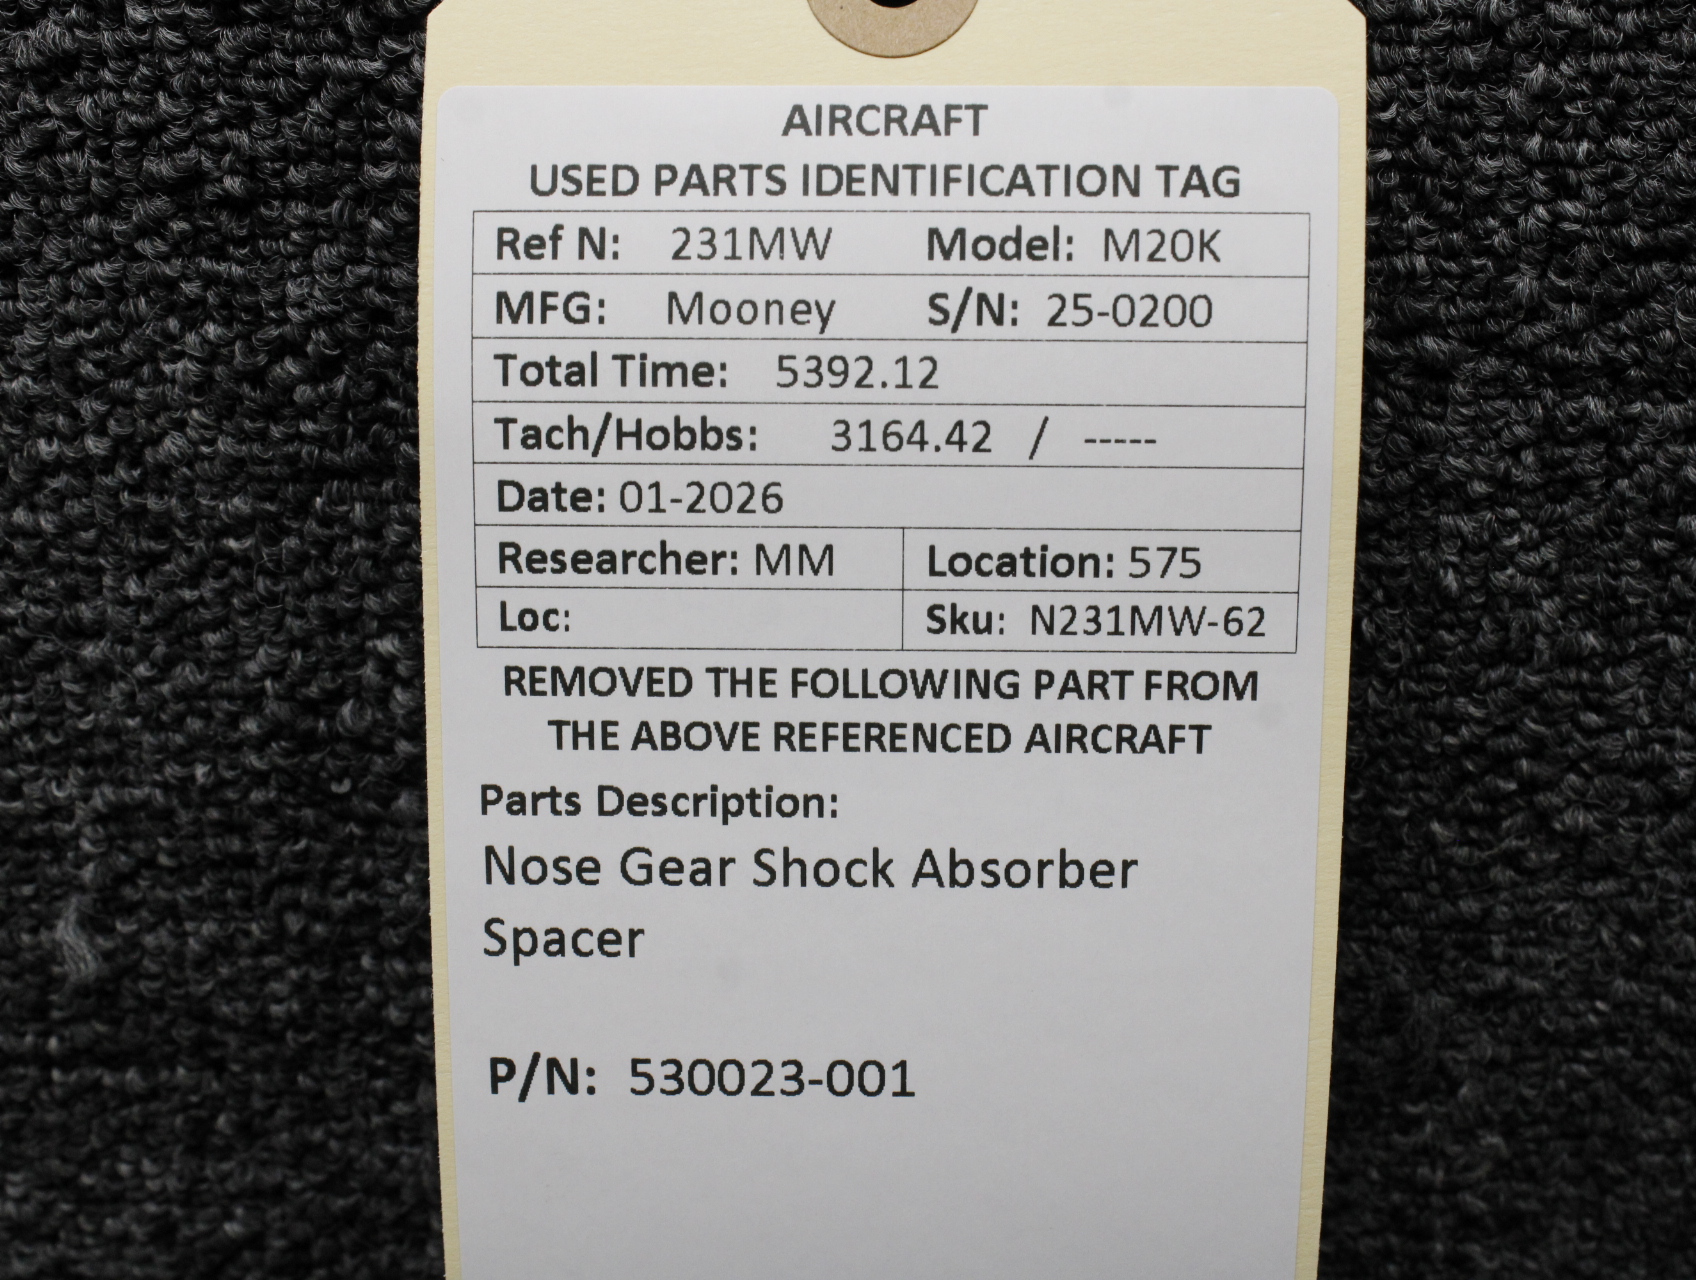 AIRCRAFT
USED PARTS IDENTIFICATION TAG
Ref N: 231MW Model: M20K
MFG: Mooney S/N: 25-0200
Total Time: 5392.12
Tach/Hobbs: 3164.42 / -----
Date: 01-2026
Researcher: MM Location: 575
Loc: Sku: N231MW-62
REMOVED THE FOLLOWING PART FROM
THE ABOVE REFERENCED AIRCRAFT
Parts Description:
Nose Gear Shock Absorber
Spacer
P/N: 530023-001